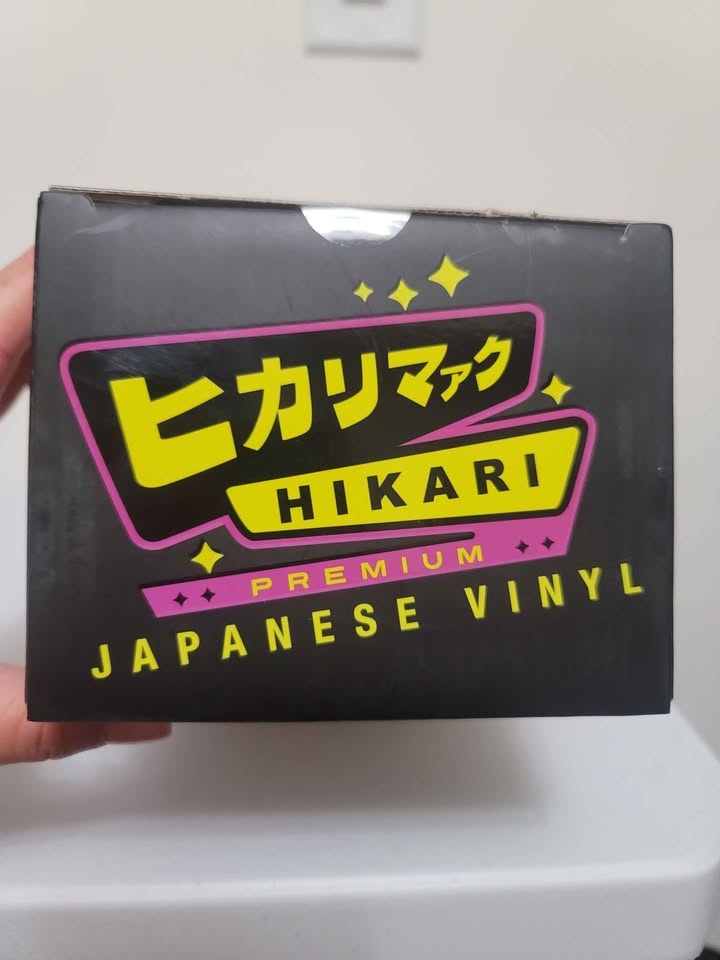 ヒカリマァク
HIKARI
PREMIUM
JAPANESE VINYL